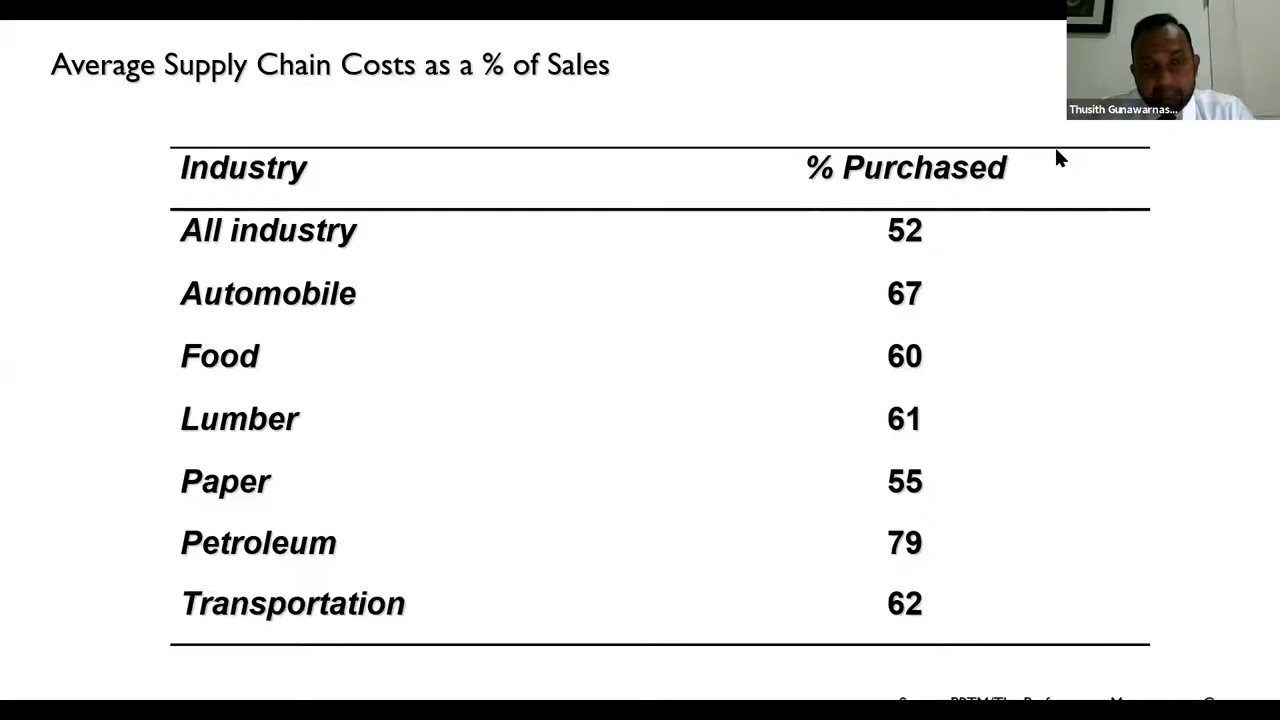 Average Supply Chain Costs as a % of Sales
Thusith Gunawarnas...
Industry % Purchased
All industry 52
Automobile 67
Food 60
Lumber 61
Paper 55
Petroleum 79
Transportation 62